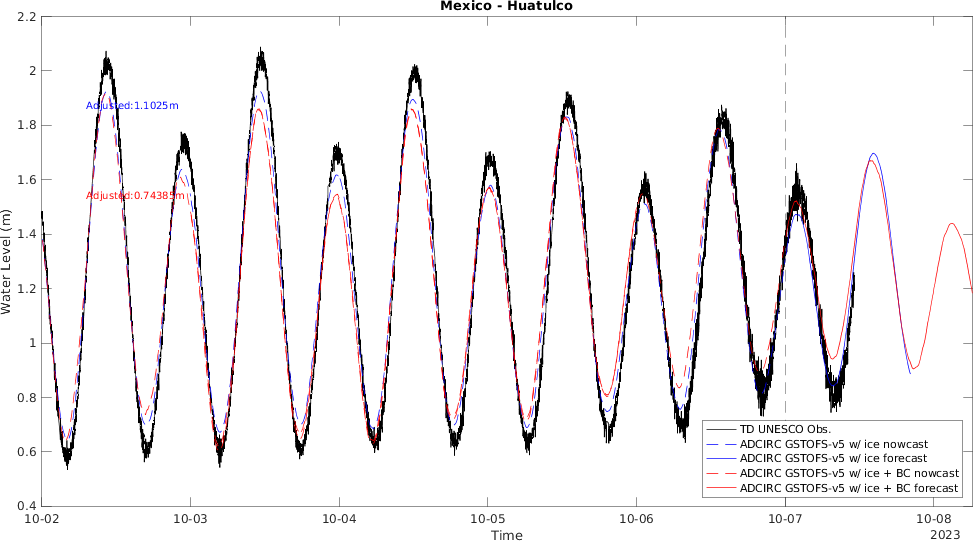 Mexico - Huatulco
2.2
2
1.8
1.6
1.4
1.2
1
0.8
0.6
0.4
Water Level (m)
Adjusted:1.1025m
Adjusted:0.74385m
TD UNESCO Obs.
ADCIRC GSTOFS-v5 w/ ice nowcast
ADCIRC GSTOFS-v5 w/ ice forecast
ADCIRC GSTOFS-v5 w/ ice + BC nowcast
ADCIRC GSTOFS-v5 w/ ice + BC forecast
10-02 10-03 10-04 10-05 10-06 10-07 10-08
Time
2023